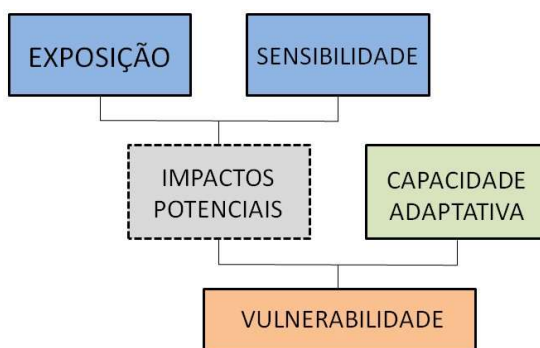 EXPOSIÇÃO
SENSIBILIDADE
IMPACTOS
POTENCIAIS
CAPACIDADE
ADAPTATIVA
VULNERABILIDADE